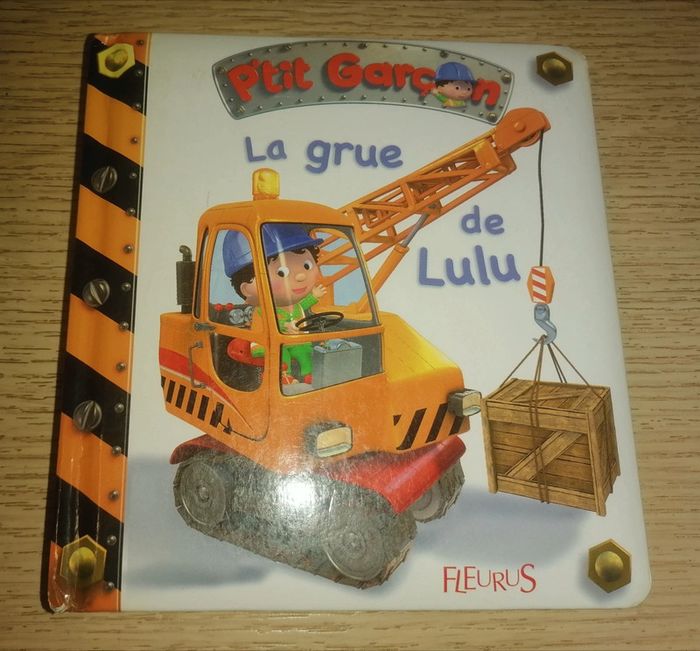 P'tit Garçon
La grue
de
Lulu
FLEURUS